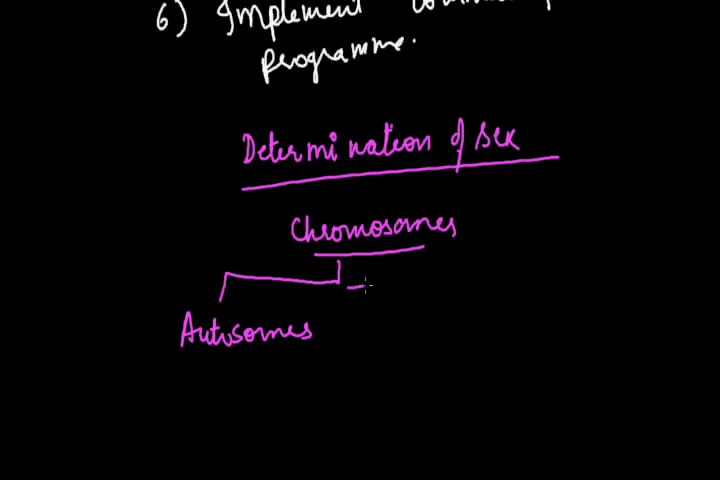 6) Implement
programme.
Determination of sex
Chromosomes
Autosomes